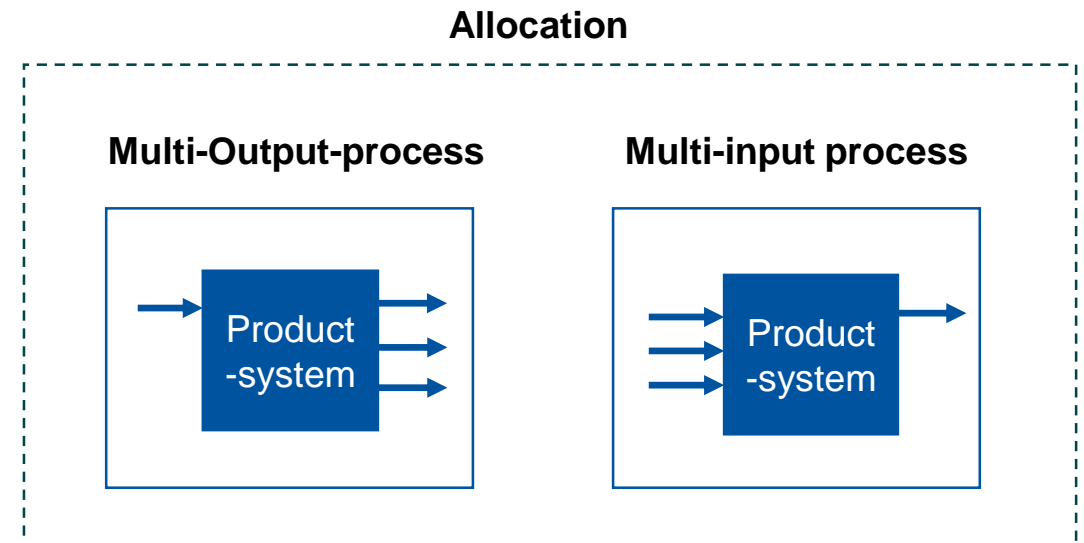 Allocation
Multi-Output-process
Multi-input process
Product
-system
Product
-system